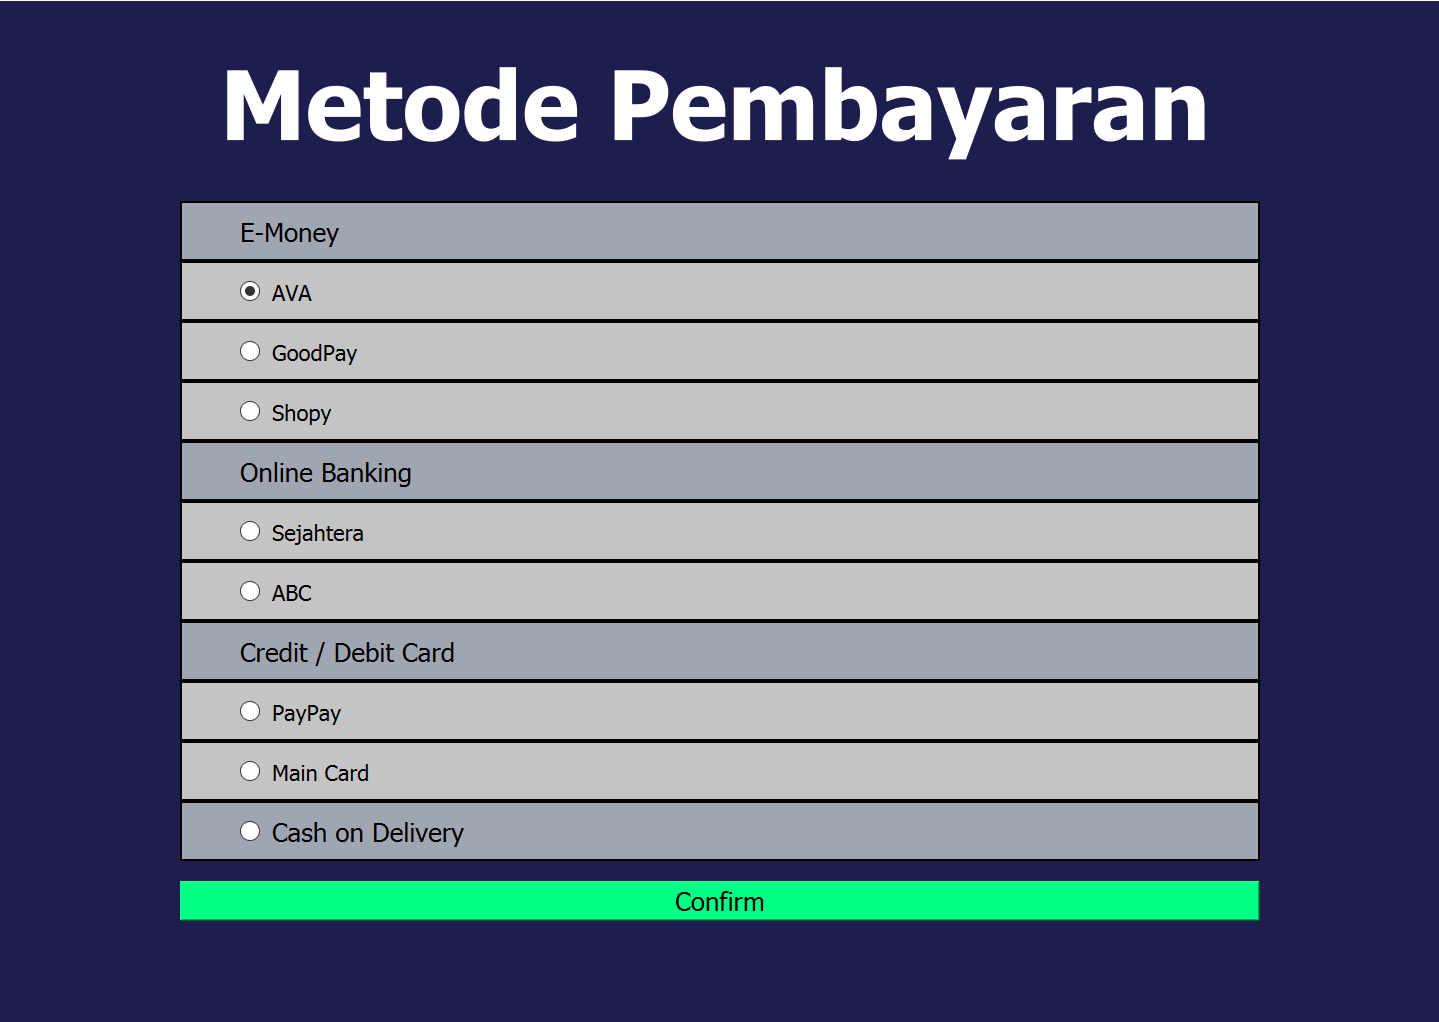 Metode Pembayaran
E-Money
AVA
GoodPay
Shopy
Online Banking
Sejahtera
ABC
Credit / Debit Card
PayPay
Main Card
Cash on Delivery
Confirm